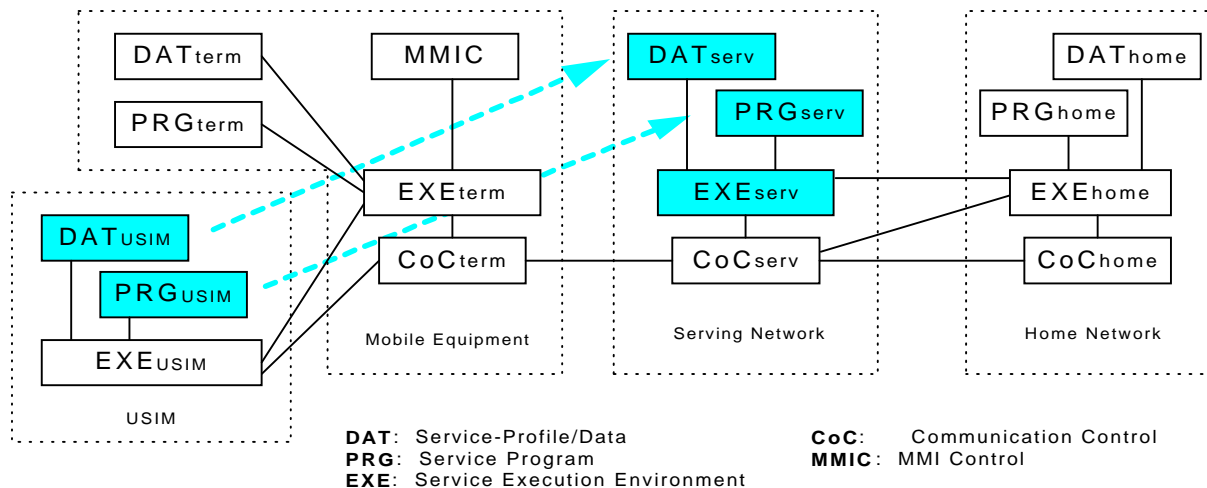 DATterm
MMIC
DATserv
DAThome
PRGterm
PRGserv
PRGhome
EXEterm
EXEserv
EXEhome
DATUSIM
CoCterm
CoCserv
CoChome
PRGUSIM
Mobile Equipment
Serving Network
Home Network
EXEUSIM
USIM
DAT: Service-Profile/Data
PRG: Service Program
EXE: Service Execution Environment
CoC: Communication Control
MMIC: MMI Control